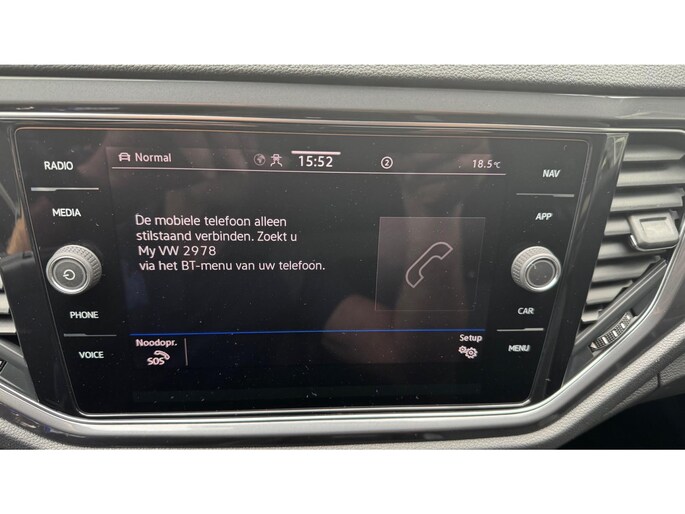 RADIO
MEDIA
PHONE
VOICE
Normal
15:52
2
18.5°C
De mobiele telefoon alleen
stilstaand verbinden. Zoekt u
My VW 2978
via het BT-menu van uw telefoon.
Noodopr.
SOS
Setup
NAV
APP
CAR
MENU